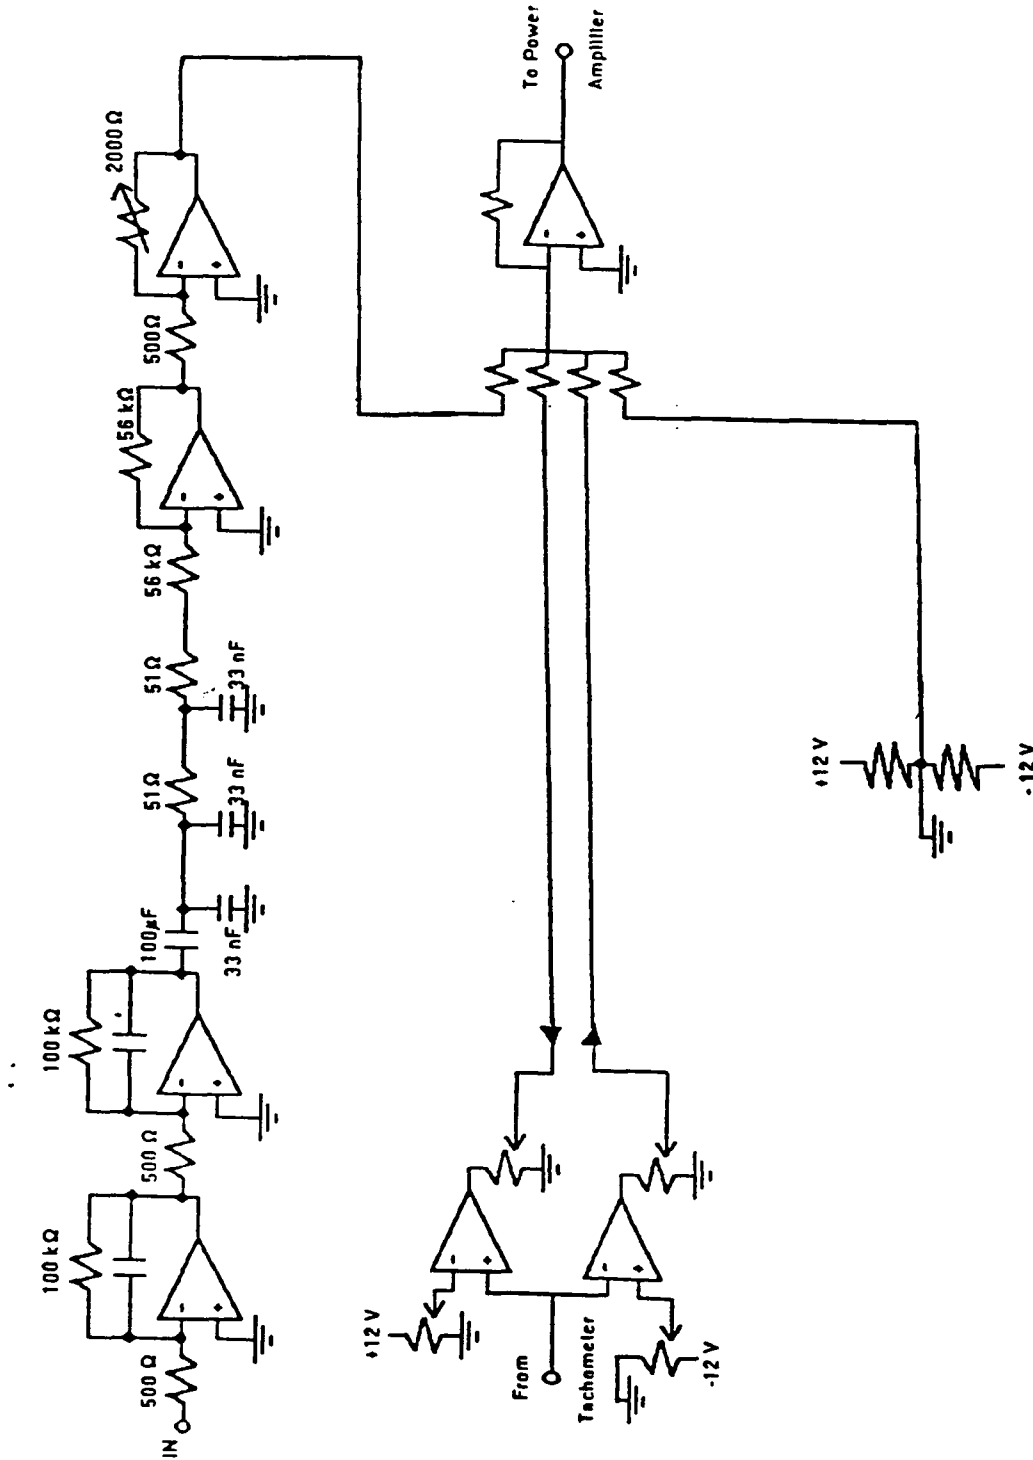 IN
500 Ω
100 kΩ
500 Ω
100 kΩ
100µF
33 nF
33 nF
51Ω
33 nF
51Ω
56 kΩ
56 kΩ
500Ω
2000 Ω
-
+
-
+
-
+
-
+
From
Tachometer
+12 V
-12 V
-
+
-
+
+12 V
-12 V
-
+
To Power
Amplifier